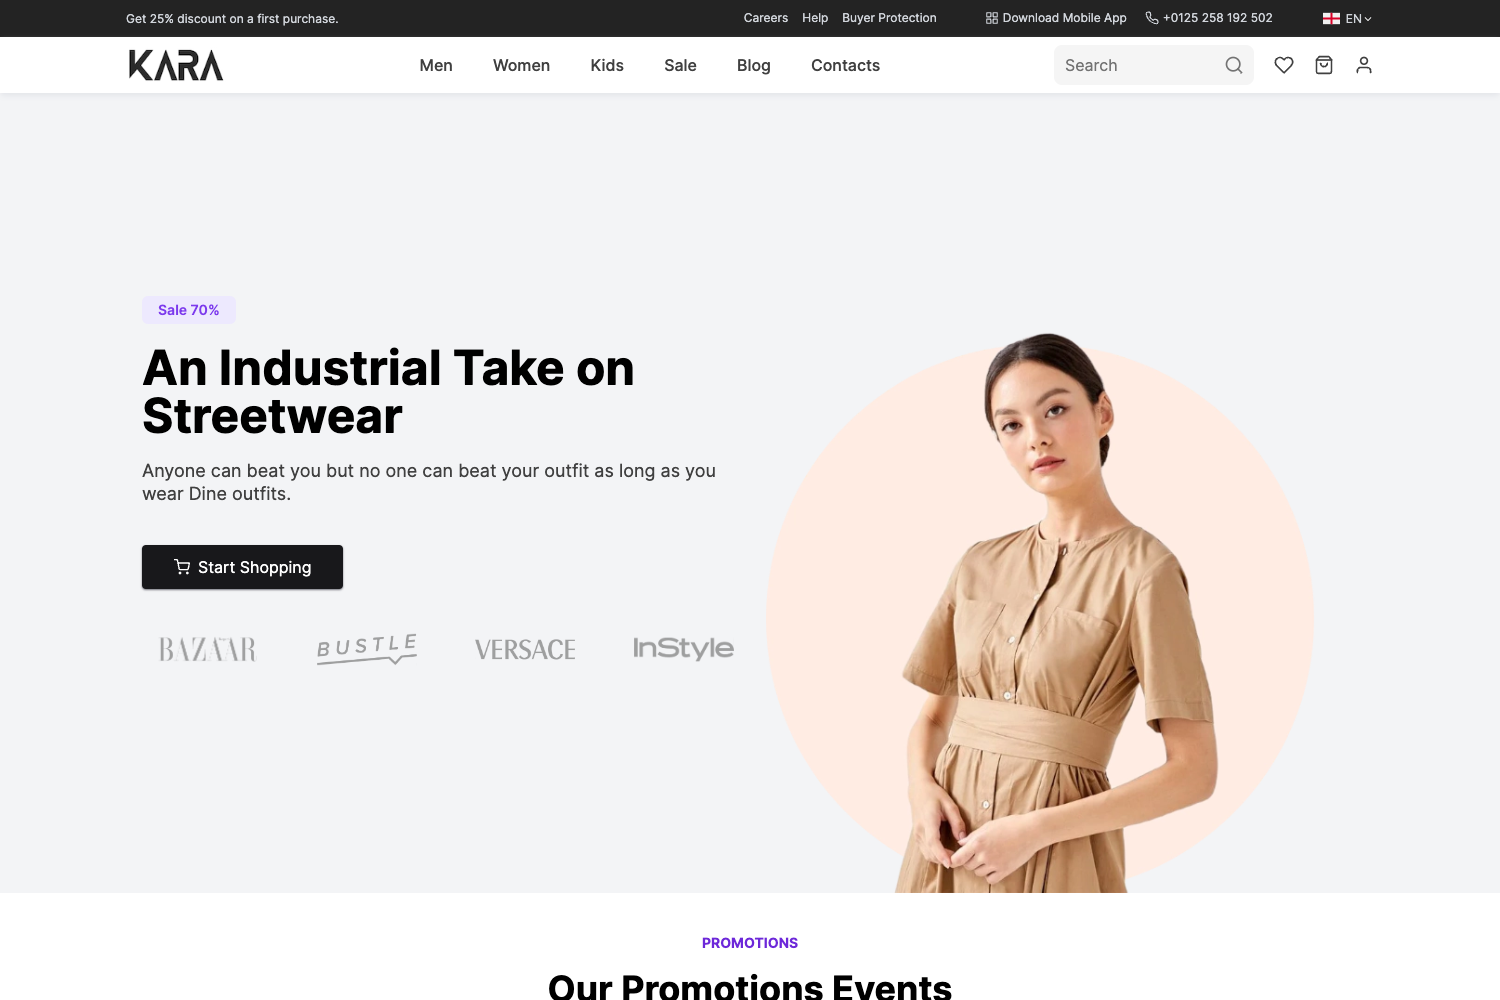 Get 25% discount on a first purchase.
Careers Help Buyer Protection Download Mobile App +0125 258 192 502 EN
KARA Men Women Kids Sale Blog Contacts Search
Sale 70%
An Industrial Take on
Streetwear
Anyone can beat you but no one can beat your outfit as long as you
wear Dine outfits.
Start Shopping
BAZAAR BUSTLE VERSACE InStyle
PROMOTIONS
Our Promotions Events